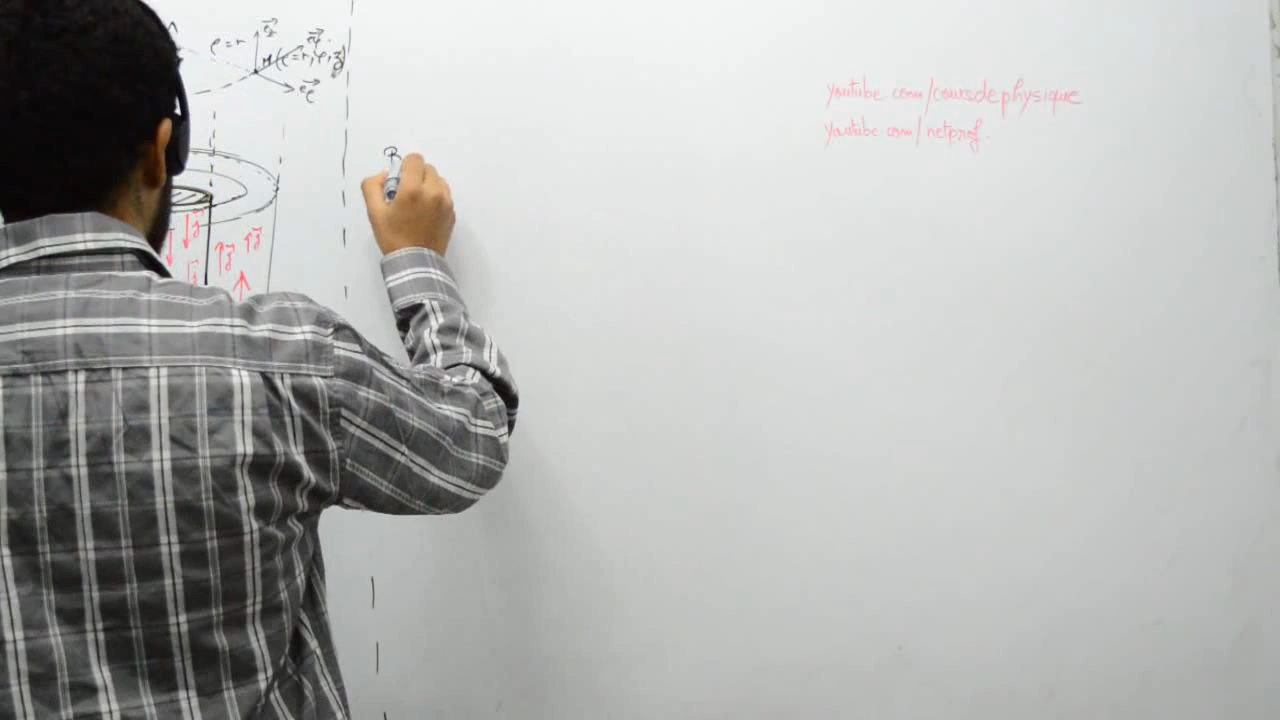 ρ=r
e⃗z
e⃗φ
M(ρ=r,φ,z)
e⃗ρ
j⃗
j⃗
j⃗
youtube.com/coursdephysique
youtube.com/netprof.